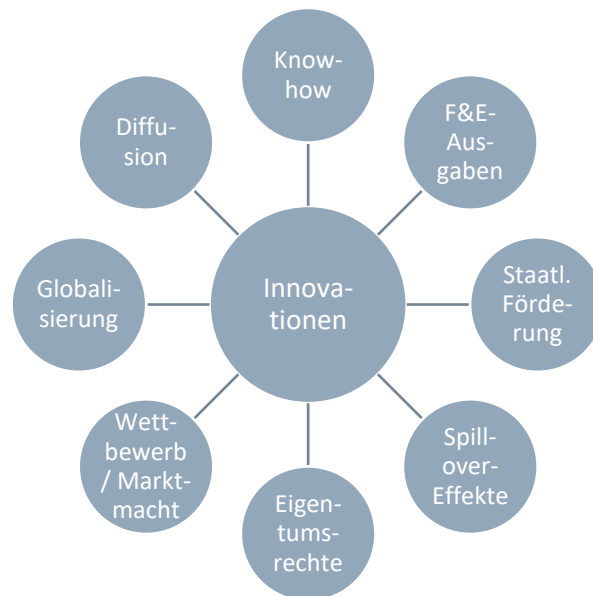 Know-
how
F&E-
Aus-
gaben
Staatl.
Förde-
rung
Spill-
over-
Effekte
Eigen-
tums-
rechte
Wett-
bewerb
/ Markt-
macht
Globali-
sierung
Diffu-
sion
Innova-
tionen